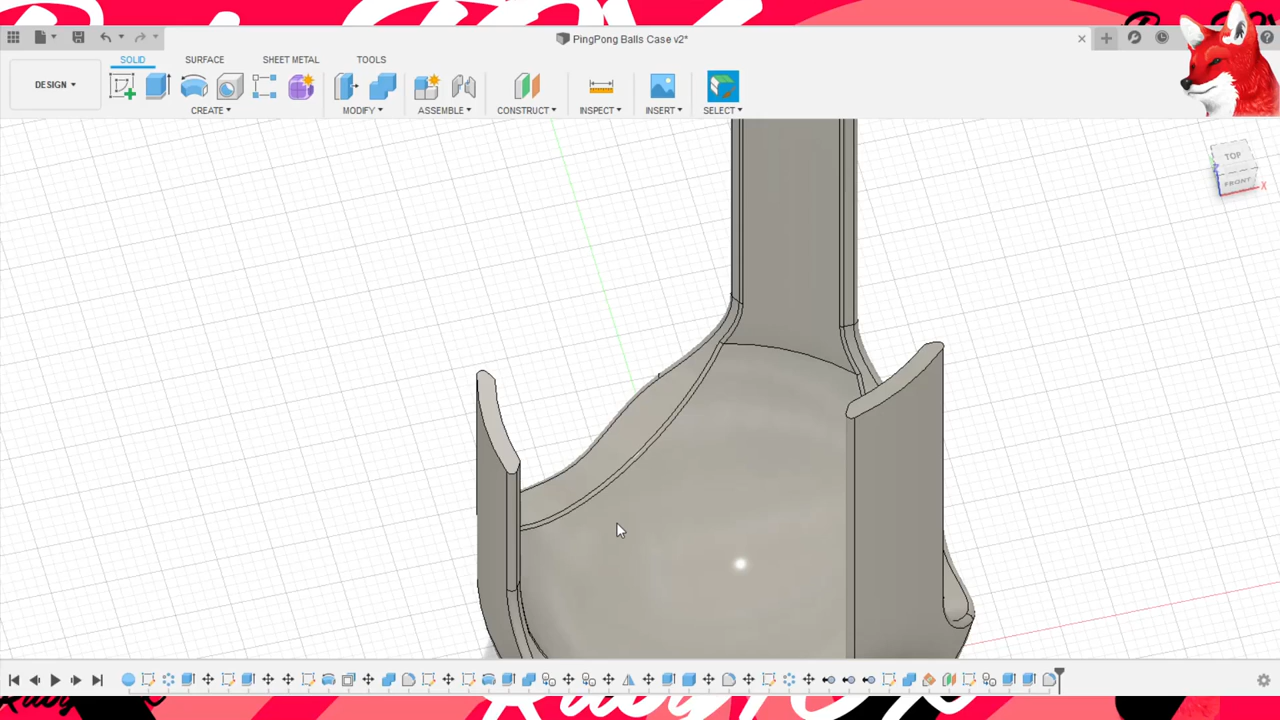 PingPong Balls Case v2*
SOLID SURFACE SHEET METAL TOOLS
DESIGN
CREATE MODIFY ASSEMBLE CONSTRUCT INSPECT INSERT SELECT
TOP
FRONT
X
Z